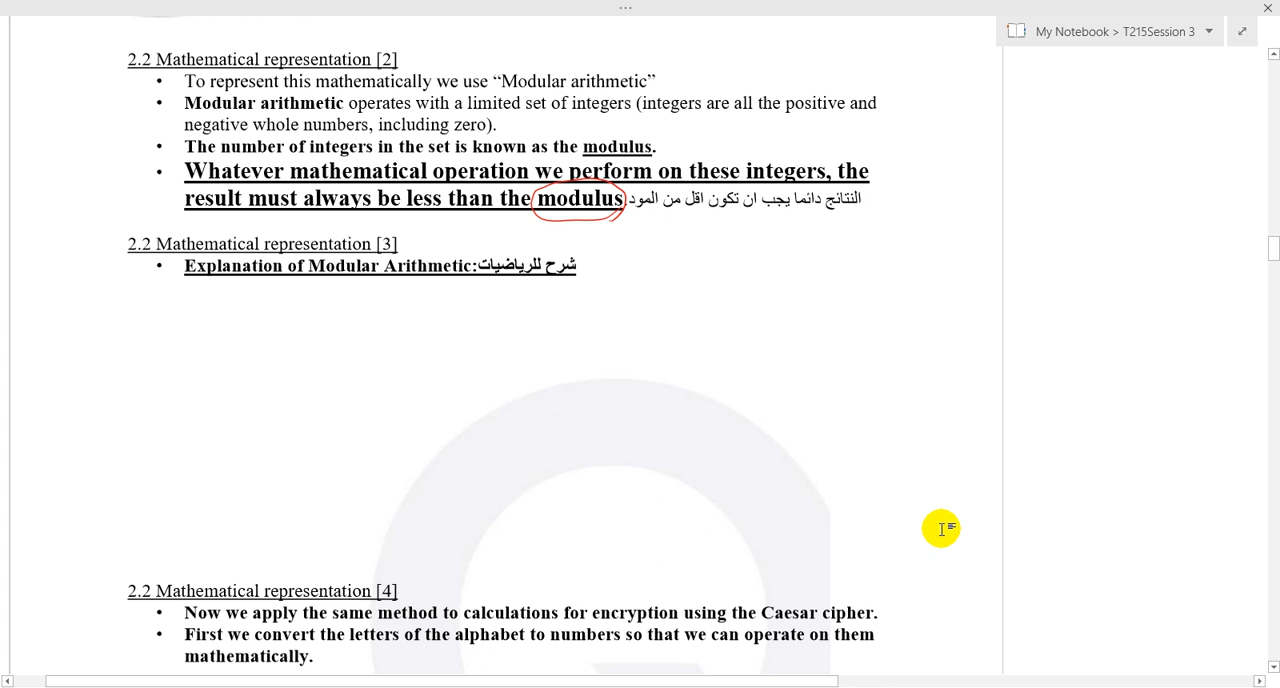 My Notebook > T215Session 3
2.2 Mathematical representation [2]
• To represent this mathematically we use “Modular arithmetic”
• Modular arithmetic operates with a limited set of integers (integers are all the positive and
negative whole numbers, including zero).
• The number of integers in the set is known as the modulus.
• Whatever mathematical operation we perform on these integers, the
result must always be less than the modulus. النتائج دائما يجب ان تكون اقل من المود
2.2 Mathematical representation [3]
• Explanation of Modular Arithmetic:شرح للرياضيات
2.2 Mathematical representation [4]
• Now we apply the same method to calculations for encryption using the Caesar cipher.
• First we convert the letters of the alphabet to numbers so that we can operate on them
mathematically.